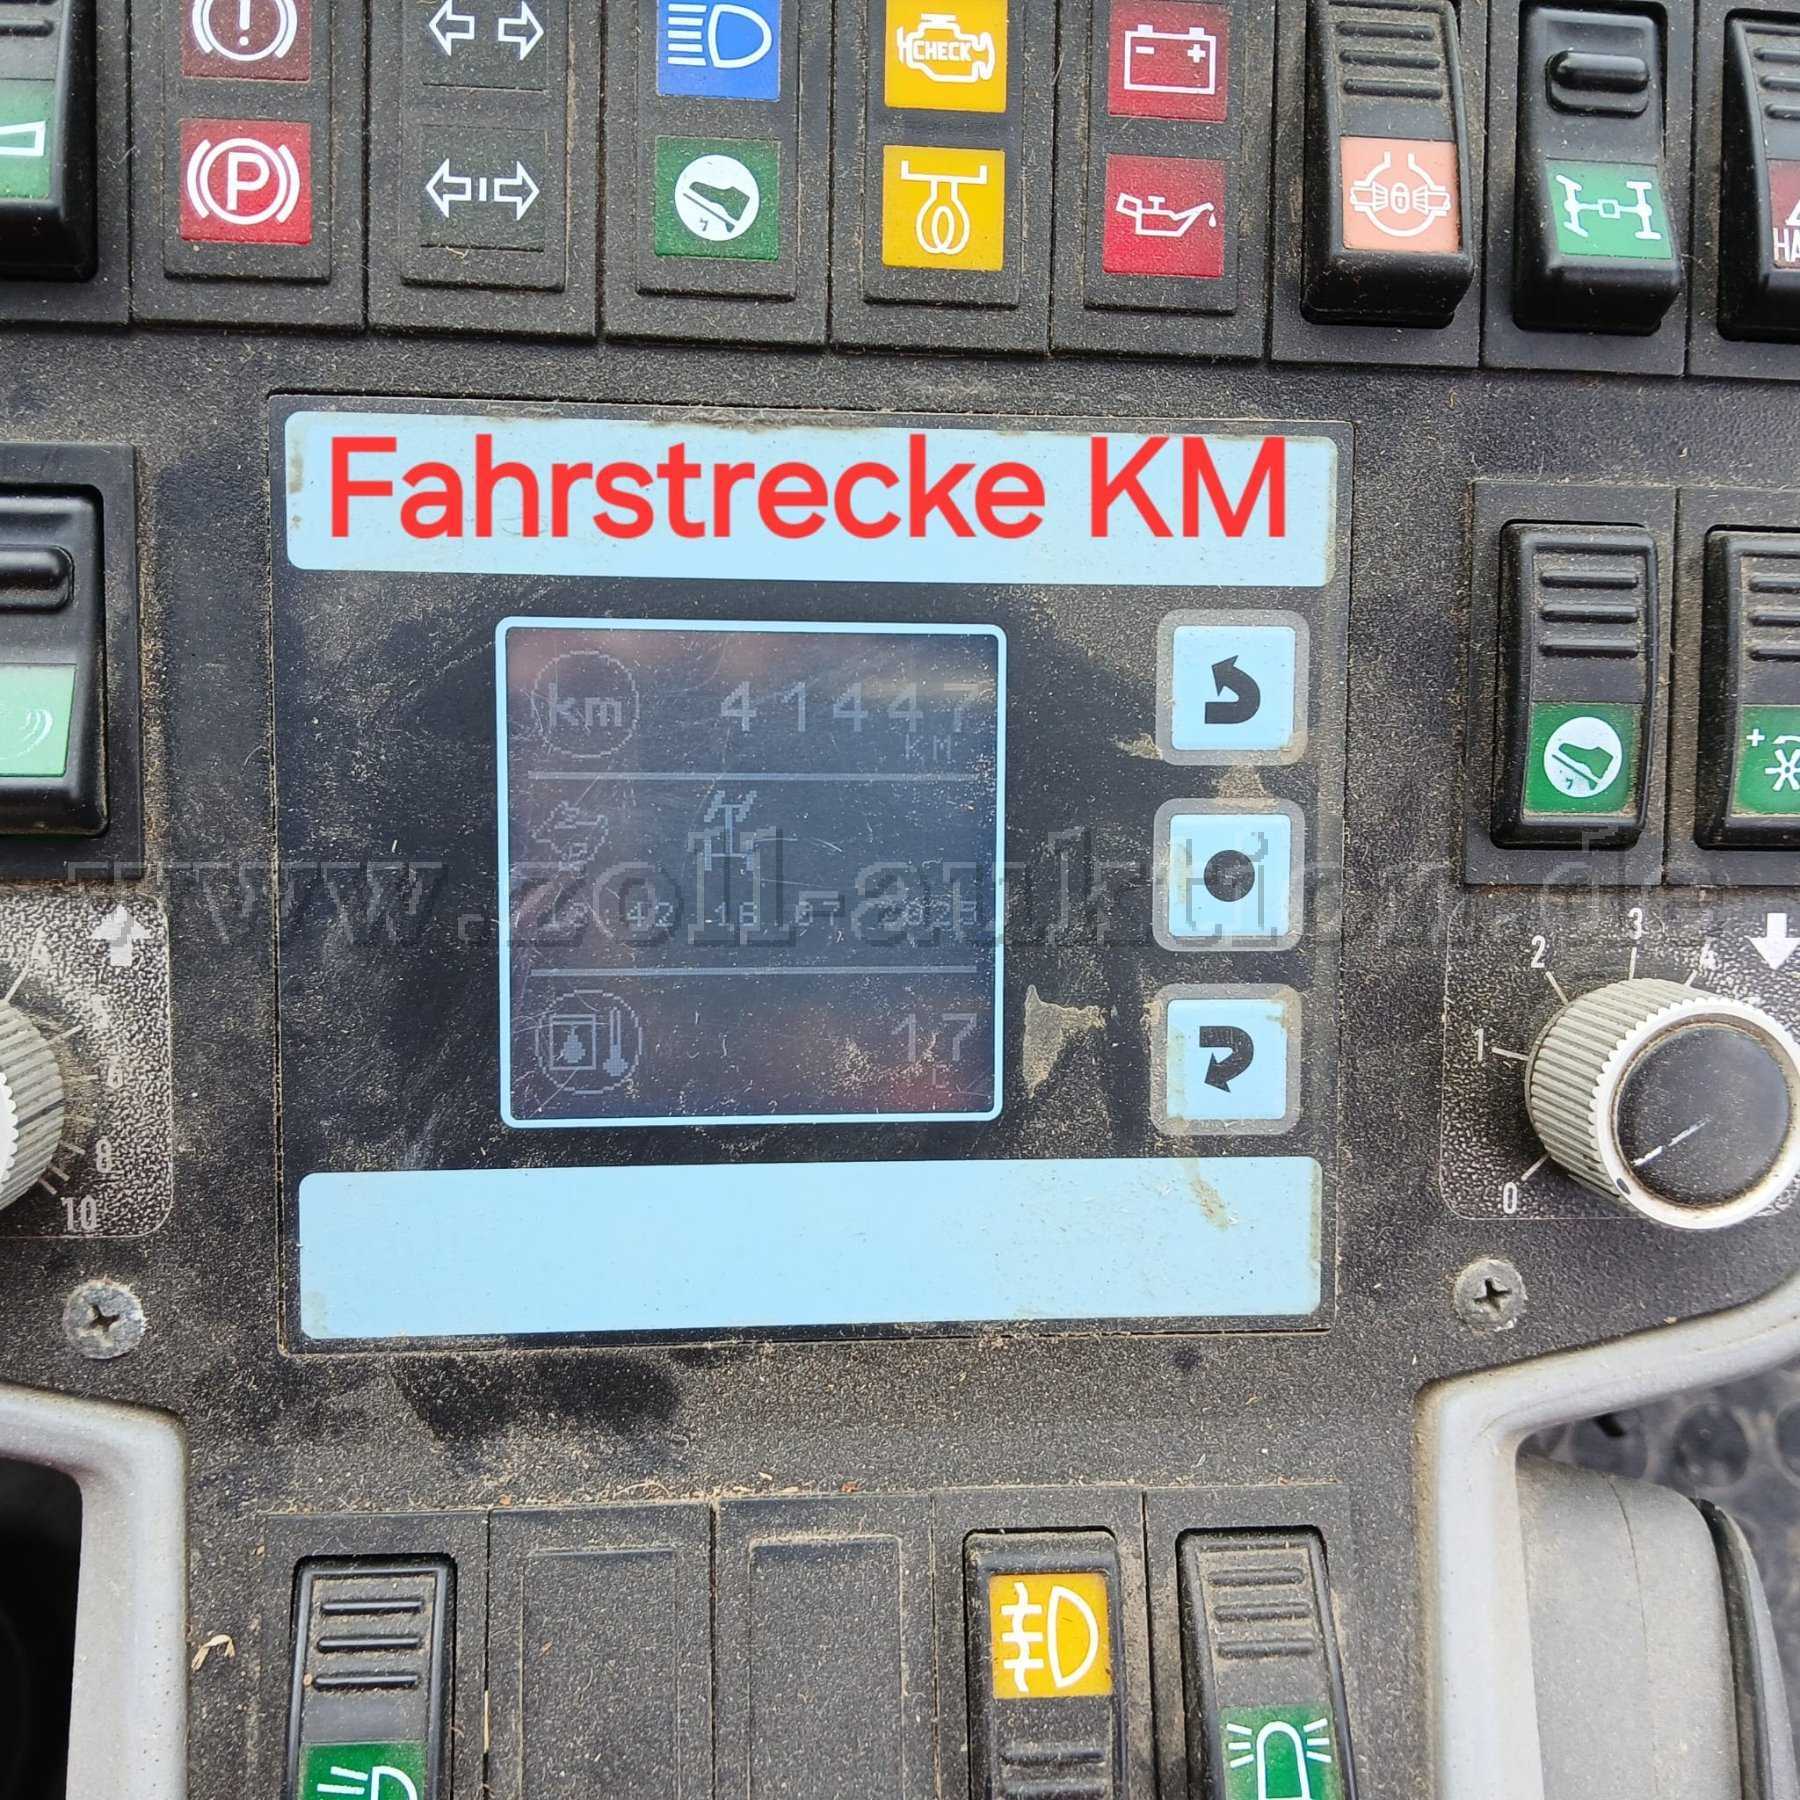 CHECK
P
Fahrstrecke KM
km 41447
KM
www.zoll-auktion.de
17
2 3 4
1
0
8
10